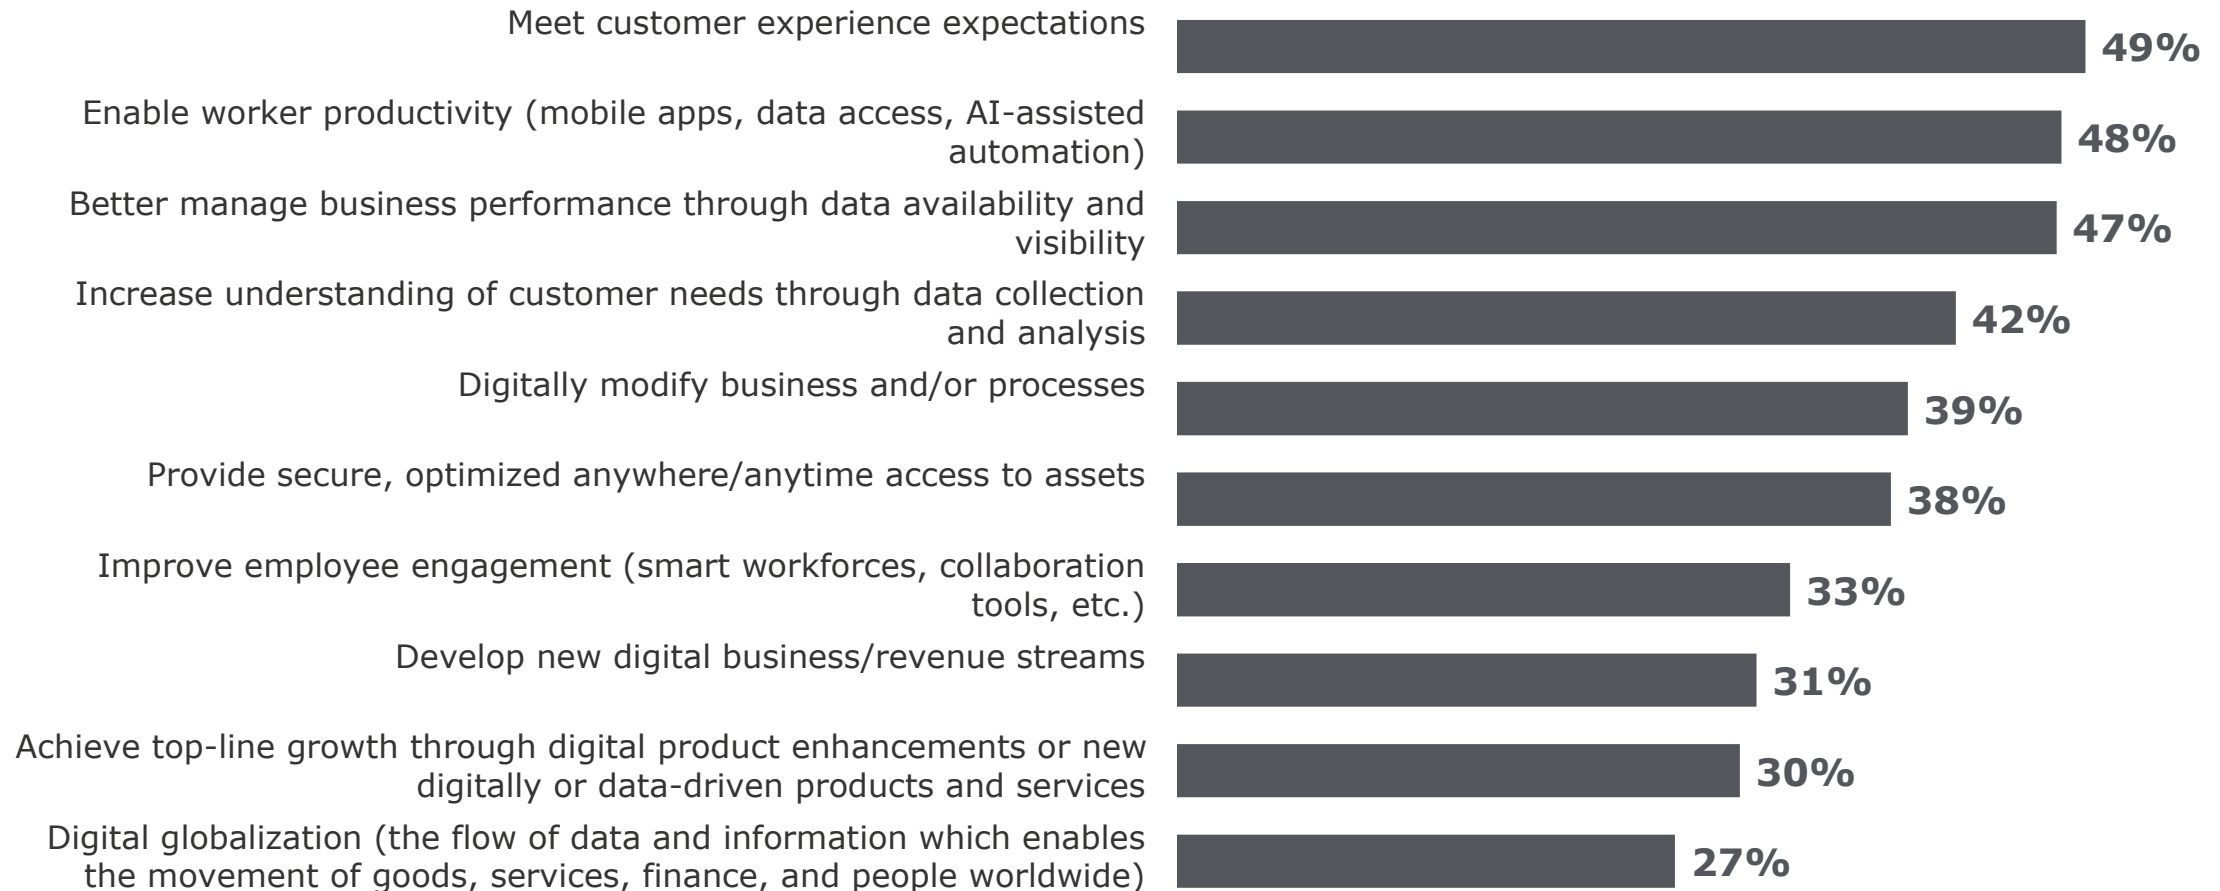 Meet customer experience expectations
49%
Enable worker productivity (mobile apps, data access, AI-assisted
automation)
48%
Better manage business performance through data availability and
visibility
47%
Increase understanding of customer needs through data collection
and analysis
42%
Digitally modify business and/or processes
39%
Provide secure, optimized anywhere/anytime access to assets
38%
Improve employee engagement (smart workforces, collaboration
tools, etc.)
33%
Develop new digital business/revenue streams
31%
Achieve top-line growth through digital product enhancements or new
digitally or data-driven products and services
30%
Digital globalization (the flow of data and information which enables
the movement of goods, services, finance, and people worldwide)
27%